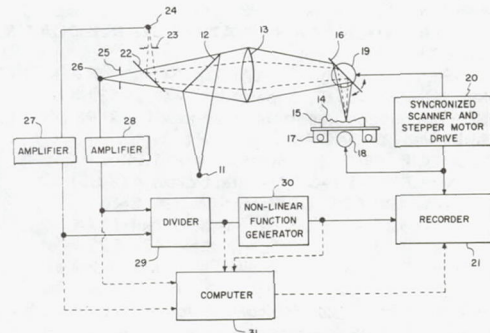 24
22
23
12
13
16
19
25
26
20
SYNCRONIZED
SCANNER AND
STEPPER MOTOR
DRIVE
14
15
17
18
27
28
AMPLIFIER
AMPLIFIER
11
30
NON-LINEAR
FUNCTION
GENERATOR
DIVIDER
29
RECORDER
21
COMPUTER
31